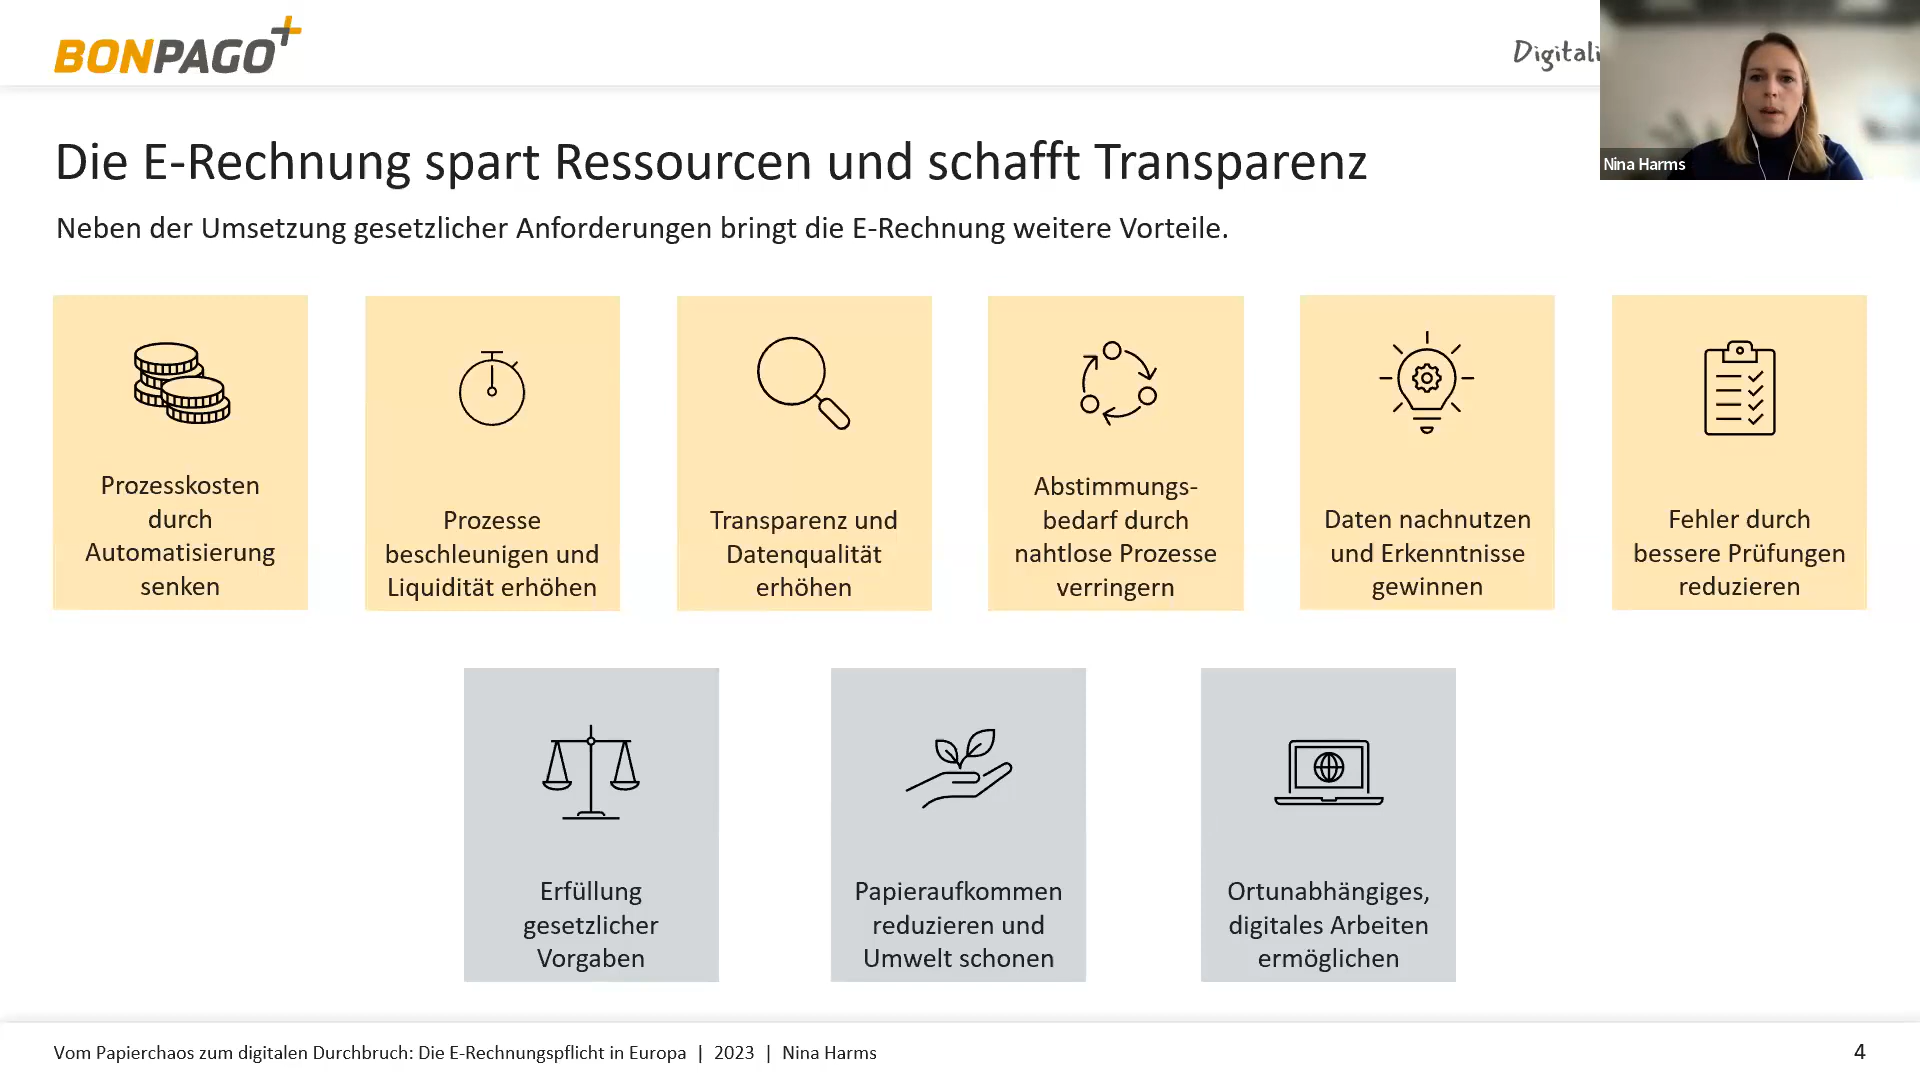 BONPAGO
Nina Harms
Die E-Rechnung spart Ressourcen und schafft Transparenz
Neben der Umsetzung gesetzlicher Anforderungen bringt die E-Rechnung weitere Vorteile.
Prozesskosten
durch
Automatisierung
senken
Prozesse
beschleunigen und
Liquidität erhöhen
Transparenz und
Datenqualität
erhöhen
Abstimmungs-
bedarf durch
nahtlose Prozesse
verringern
Daten nachnutzen
und Erkenntnisse
gewinnen
Fehler durch
bessere Prüfungen
reduzieren
Erfüllung
gesetzlicher
Vorgaben
Papieraufkommen
reduzieren und
Umwelt schonen
Ortunabhängiges,
digitales Arbeiten
ermöglichen
Vom Papierchaos zum digitalen Durchbruch: Die E-Rechnungspflicht in Europa | 2023 | Nina Harms
4